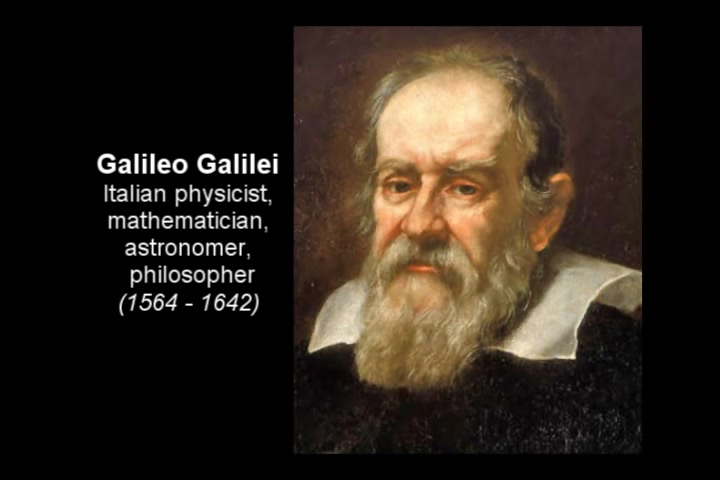 Galileo Galilei
Italian physicist,
mathematician,
astronomer,
philosopher
(1564 - 1642)